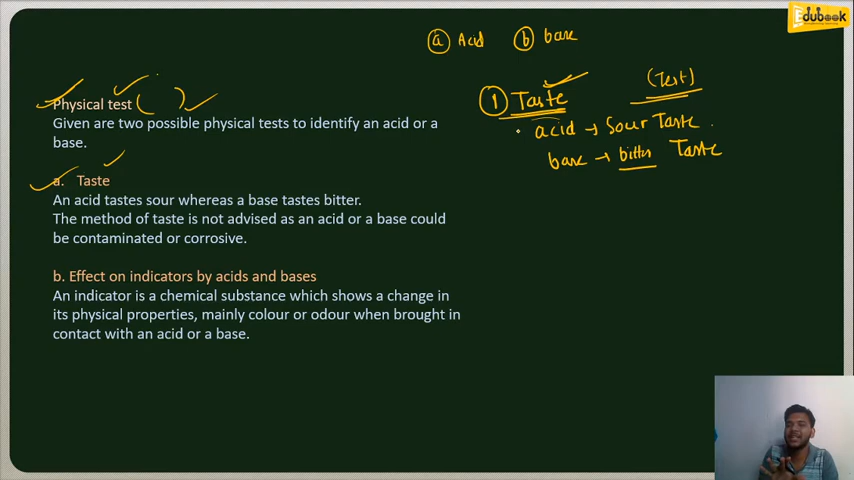 Edubook
ⓐ Acid ⓑ base
Physical test ( )
Given are two possible physical tests to identify an acid or a
base.
a. Taste
An acid tastes sour whereas a base tastes bitter.
The method of taste is not advised as an acid or a base could
be contaminated or corrosive.
b. Effect on indicators by acids and bases
An indicator is a chemical substance which shows a change in
its physical properties, mainly colour or odour when brought in
contact with an acid or a base.
① Taste (Test)
acid → Sour Taste
base → bitter Taste